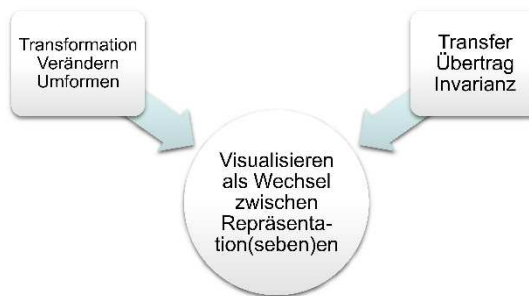 Transformation
Verändern
Umformen
Transfer
Übertrag
Invarianz
Visualisieren
als Wechsel
zwischen
Repräsenta-
tion(seben)en